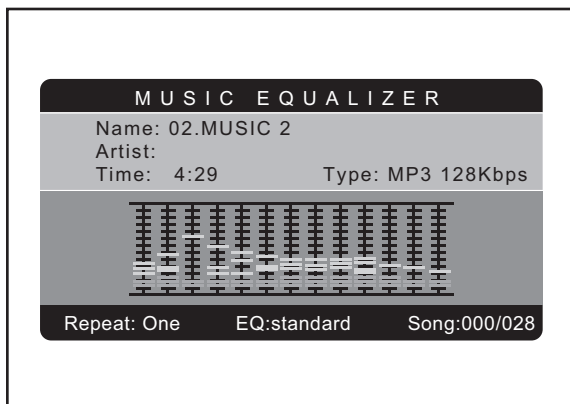 MUSIC EQUALIZER
Name: 02.MUSIC 2
Artist:
Time: 4:29 Type: MP3 128Kbps
Repeat: One EQ:standard Song:000/028